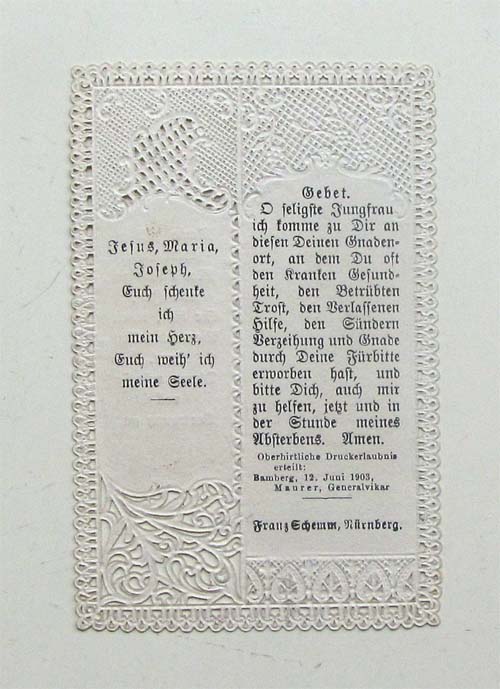 Jesus, Maria,
Joseph,
Euch schenke
ich
mein Herz,
Euch weih' ich
meine Seele.
Gebet.
O seligste Jungfrau
ich komme zu Dir an
diesen Deinen Gnaden-
ort, an dem Du oft
den Kranken Gesund-
heit, den Betrübten
Trost, den Verlassenen
Hilfe, den Sündern
Verzeihung und Gnade
durch Deine Fürbitte
erworben hast, und
bitte Dich, auch mir
zu helfen, jetzt und in
der Stunde meines
Absterbens. Amen.
Oberhirtliche Druckerlaubnis
erteilt:
Bamberg, 12. Juni 1903,
Maurer, Generalvikar
Franz Schemm, Nürnberg.